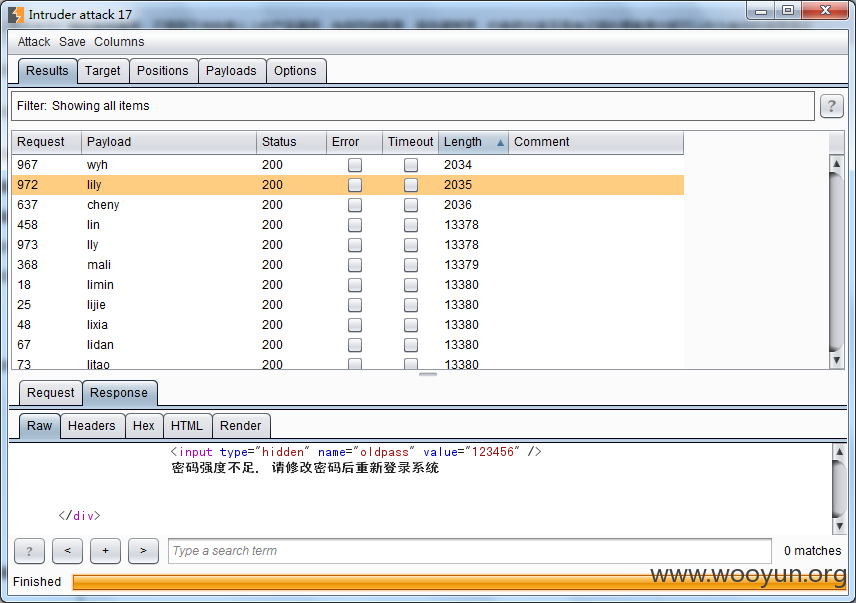 Intruder attack 17
Attack Save Columns
Results Target Positions Payloads Options
Filter: Showing all items ?
Request Payload Status Error Timeout Length Comment
967 wyh 200 2034
972 lily 200 2035
637 cheny 200 2036
458 lin 200 13378
973 lly 200 13378
368 mali 200 13379
18 limin 200 13380
25 lijie 200 13380
48 lixia 200 13380
67 lidan 200 13380
73 litao 200 13380
Request Response
Raw Headers Hex HTML Render
<input type="hidden" name="oldpass" value="123456" />
密码强度不足, 请修改密码后重新登录系统
</div>
? < + > Type a search term 0 matches
Finished
www.wooyun.org